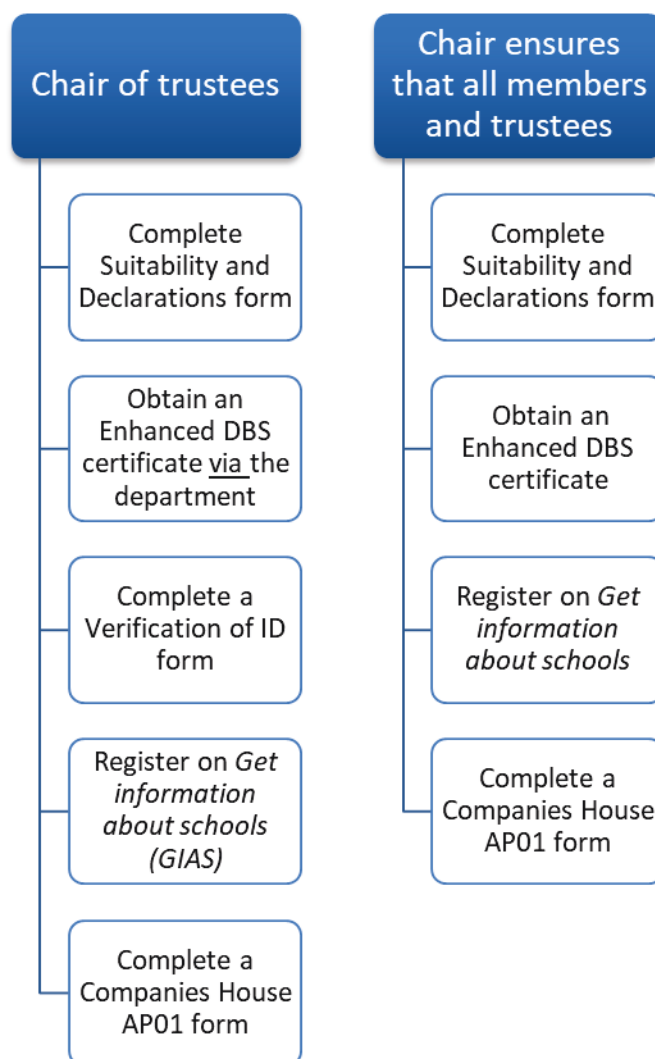 Chair of trustees
Complete
Suitability and
Declarations form
Obtain an
Enhanced DBS
certificate via the
department
Complete a
Verification of ID
form
Register on Get
information
about schools
(GIAS)
Complete a
Companies House
AP01 form
Chair ensures
that all members
and trustees
Complete
Suitability and
Declarations form
Obtain an
Enhanced DBS
certificate
Register on Get
information
about schools
Complete a
Companies House
AP01 form